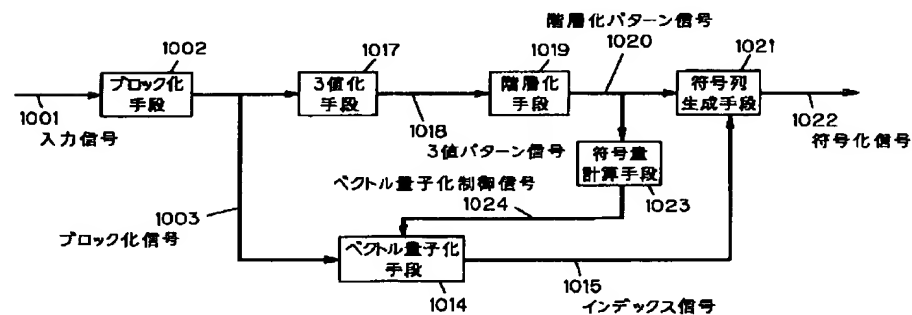 階層化パターン信号
1002
1017
1019
1020
1021
ブロック化
手段
3値化
手段
階層化
手段
符号列
生成手段
1001
入力信号
1018
3値パターン信号
1022
符号化信号
符号量
計算手段
ベクトル量子化制御信号
1024
1023
1003
ブロック化信号
ベクトル量子化
手段
1014
1015
インデックス信号